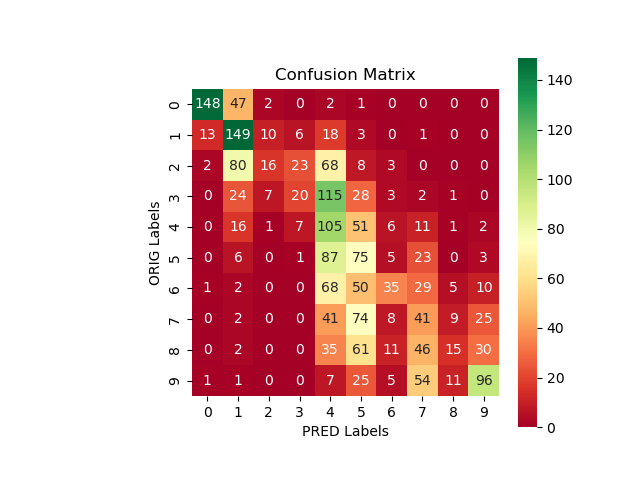 Confusion Matrix
ORIG Labels
0 148 47 2 0 2 1 0 0 0 0
1 13 149 10 6 18 3 0 1 0 0
2 2 80 16 23 68 8 3 0 0 0
3 0 24 7 20 115 28 3 2 1 0
4 0 16 1 7 105 51 6 11 1 2
5 0 6 0 1 87 75 5 23 0 3
6 1 2 0 0 68 50 35 29 5 10
7 0 2 0 0 41 74 8 41 9 25
8 0 2 0 0 35 61 11 46 15 30
9 1 1 0 0 7 25 5 54 11 96
0 1 2 3 4 5 6 7 8 9
PRED Labels
140
120
100
80
60
40
20
0